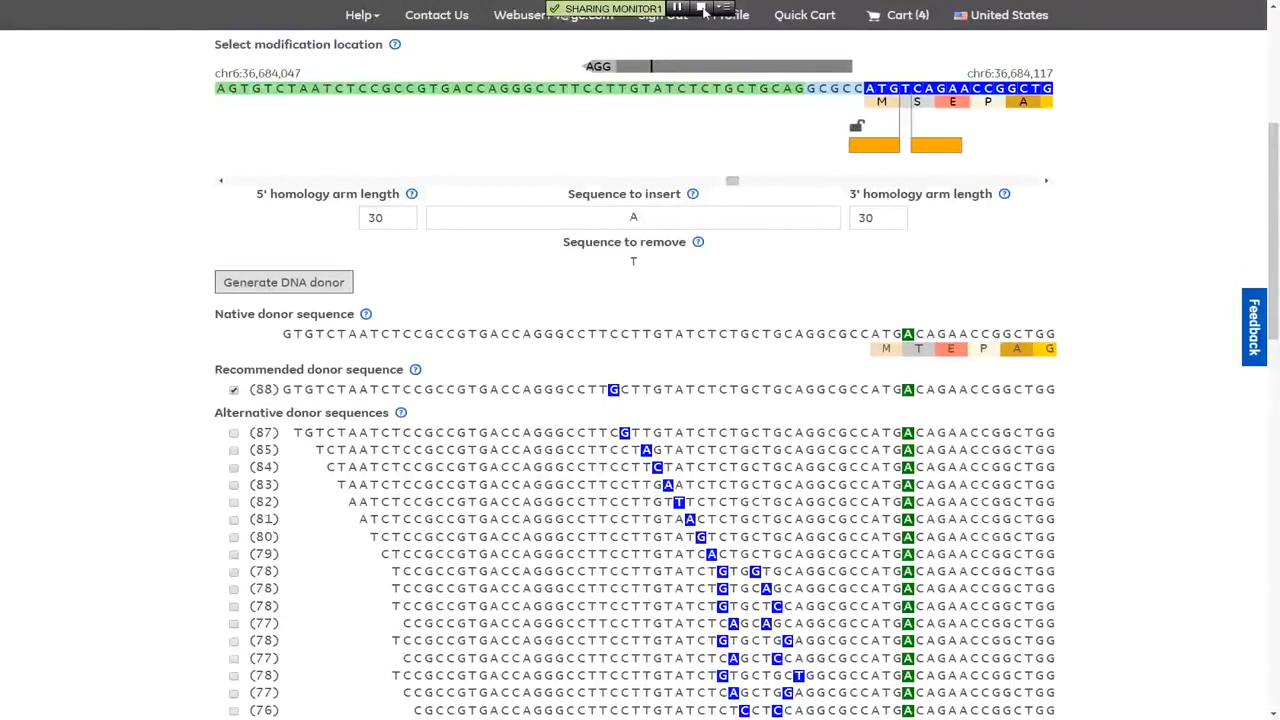 SHARING MONITOR1
Help Contact Us Sign Out Profile Quick Cart Cart (4) United States
Select modification location
AGG
chr6:36,684,047 chr6:36,684,117
AGTGTCTAATCTCCGCCGTGACCAGGGCCTTCCTTGTATCTCTGCTGCAGGCGCCATGTCAGAACCGGCTG
M S E P A
5' homology arm length Sequence to insert 3' homology arm length
30 A 30
Sequence to remove
T
Generate DNA donor
Native donor sequence
GTGTCTAATCTCCGCCGTGACCAGGGCCTTCCTTGTATCTCTGCTGCAGGCGCCATGACAGAACCGGCTGG
M T E P A G
Recommended donor sequence
(88) GTGTCTAATCTCCGCCGTGACCAGGGCCTTGCTTGTATCTCTGCTGCAGGCGCCATGACAGAACCGGCTGG
Alternative donor sequences
(87) TGTCTAATCTCCGCCGTGACCAGGGCCTTCGTTGTATCTCTGCTGCAGGCGCCATGACAGAACCGGCTGG
(85) TCTAATCTCCGCCGTGACCAGGGCCTTCCTAGTATCTCTGCTGCAGGCGCCATGACAGAACCGGCTGG
(84) CTAATCTCCGCCGTGACCAGGGCCTTCCTTCTATCTCTGCTGCAGGCGCCATGACAGAACCGGCTGG
(83) TAATCTCCGCCGTGACCAGGGCCTTCCTTGAATCTCTGCTGCAGGCGCCATGACAGAACCGGCTGG
(82) AATCTCCGCCGTGACCAGGGCCTTCCTTGTTTCTCTGCTGCAGGCGCCATGACAGAACCGGCTGG
(81) ATCTCCGCCGTGACCAGGGCCTTCCTTGTAACTCTGCTGCAGGCGCCATGACAGAACCGGCTGG
(80) TCTCCGCCGTGACCAGGGCCTTCCTTGTATGTCTGCTGCAGGCGCCATGACAGAACCGGCTGG
(79) CTCCGCCGTGACCAGGGCCTTCCTTGTATCACTGCTGCAGGCGCCATGACAGAACCGGCTGG
(78) TCCGCCGTGACCAGGGCCTTCCTTGTATCTGTGGTGCAGGCGCCATGACAGAACCGGCTGG
(78) TCCGCCGTGACCAGGGCCTTCCTTGTATCTGTGCAGCAGGCGCCATGACAGAACCGGCTGG
(78) TCCGCCGTGACCAGGGCCTTCCTTGTATCTGTGCTCCAGGCGCCATGACAGAACCGGCTGG
(77) CCGCCGTGACCAGGGCCTTCCTTGTATCTCAGCAGCAGGCGCCATGACAGAACCGGCTGG
(78) TCCGCCGTGACCAGGGCCTTCCTTGTATCTGTGCTGGAGGCGCCATGACAGAACCGGCTGG
(77) CCGCCGTGACCAGGGCCTTCCTTGTATCTCAGCTCCAGGCGCCATGACAGAACCGGCTGG
(78) TCCGCCGTGACCAGGGCCTTCCTTGTATCTGTGCTGCTGGCGCCATGACAGAACCGGCTGG
(77) CCGCCGTGACCAGGGCCTTCCTTGTATCTCAGCTGGAGGCGCCATGACAGAACCGGCTGG
(76) CGCCGTGACCAGGGCCTTCCTTGTATCTCTCCTCCAGGCGCCATGACAGAACCGGCTGG
Feedback